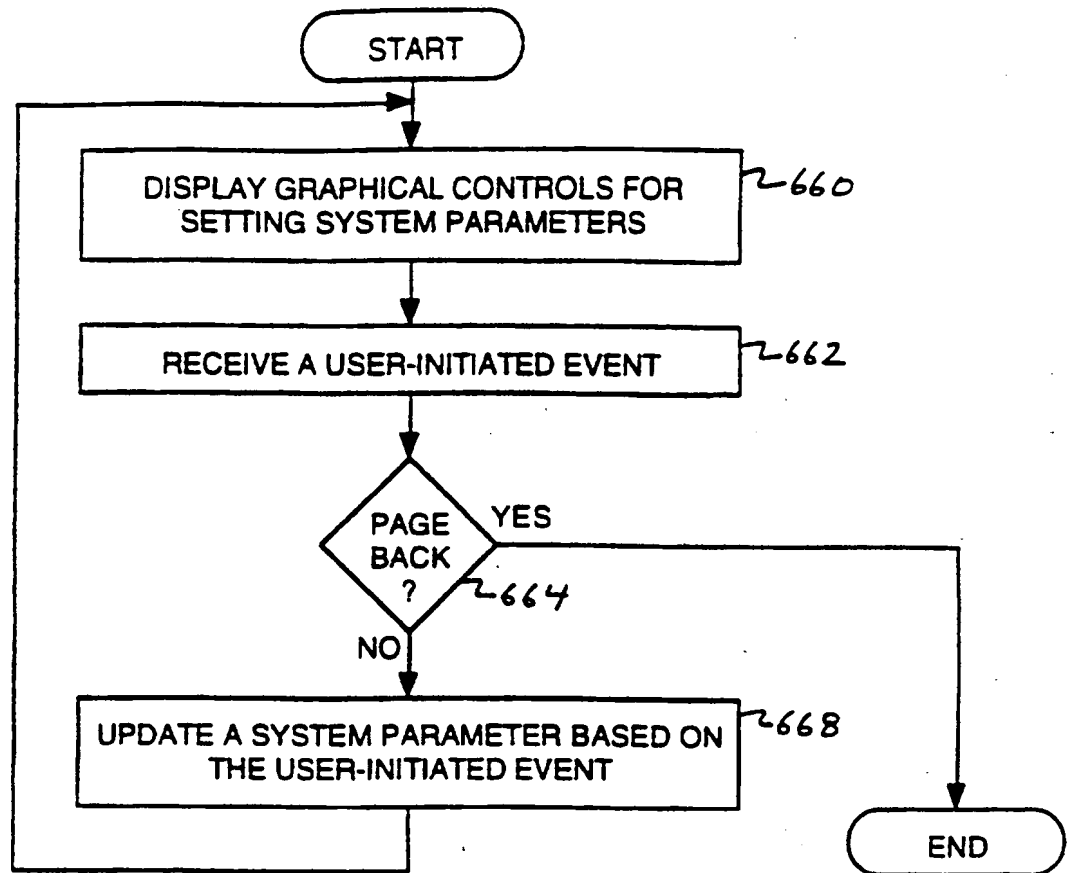 START
DISPLAY GRAPHICAL CONTROLS FOR
SETTING SYSTEM PARAMETERS
660
RECEIVE A USER-INITIATED EVENT
662
PAGE
BACK
?
YES
664
NO
UPDATE A SYSTEM PARAMETER BASED ON
THE USER-INITIATED EVENT
668
END